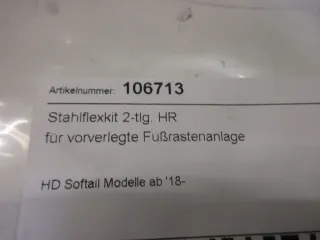 Artikelnummer: 106713
Stahlflexkit 2-tlg. HR
für vorverlegte Fußrastenanlage
HD Softail Modelle ab '18-